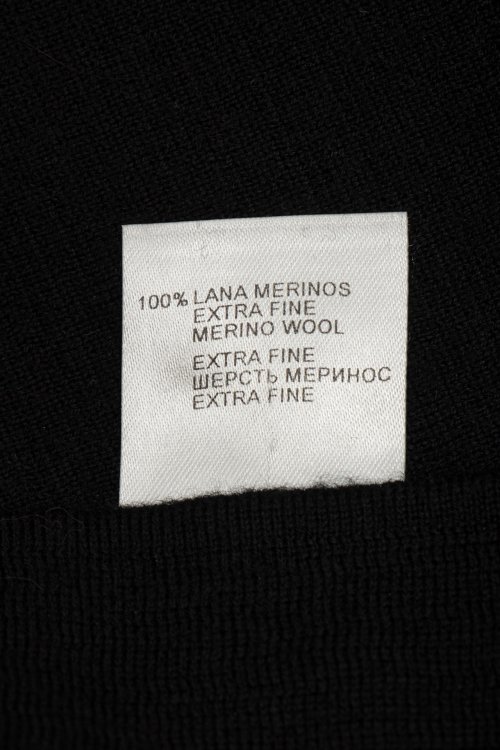 100% LANA MERINOS
EXTRA FINE
MERINO WOOL
EXTRA FINE
ШЕРСТЬ МЕРИНОС
EXTRA FINE